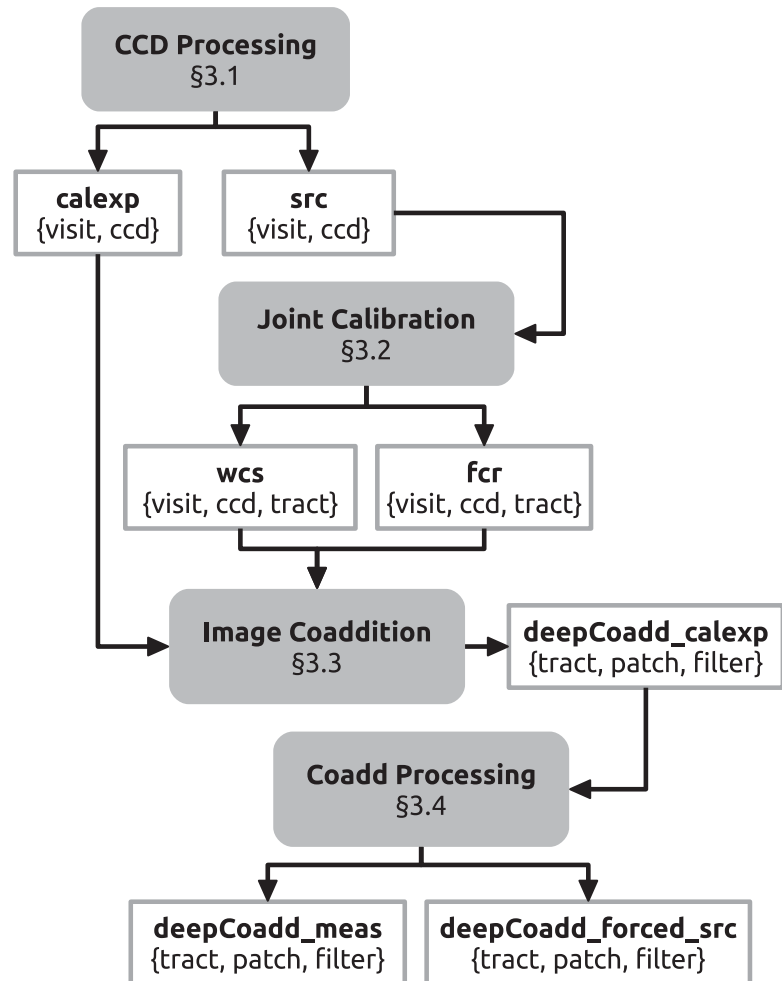 CCD Processing
§3.1
calexp
{visit, ccd}
src
{visit, ccd}
Joint Calibration
§3.2
wcs
{visit, ccd, tract}
fcr
{visit, ccd, tract}
Image Coaddition
§3.3
deepCoadd_calexp
{tract, patch, filter}
Coadd Processing
§3.4
deepCoadd_meas
{tract, patch, filter}
deepCoadd_forced_src
{tract, patch, filter}